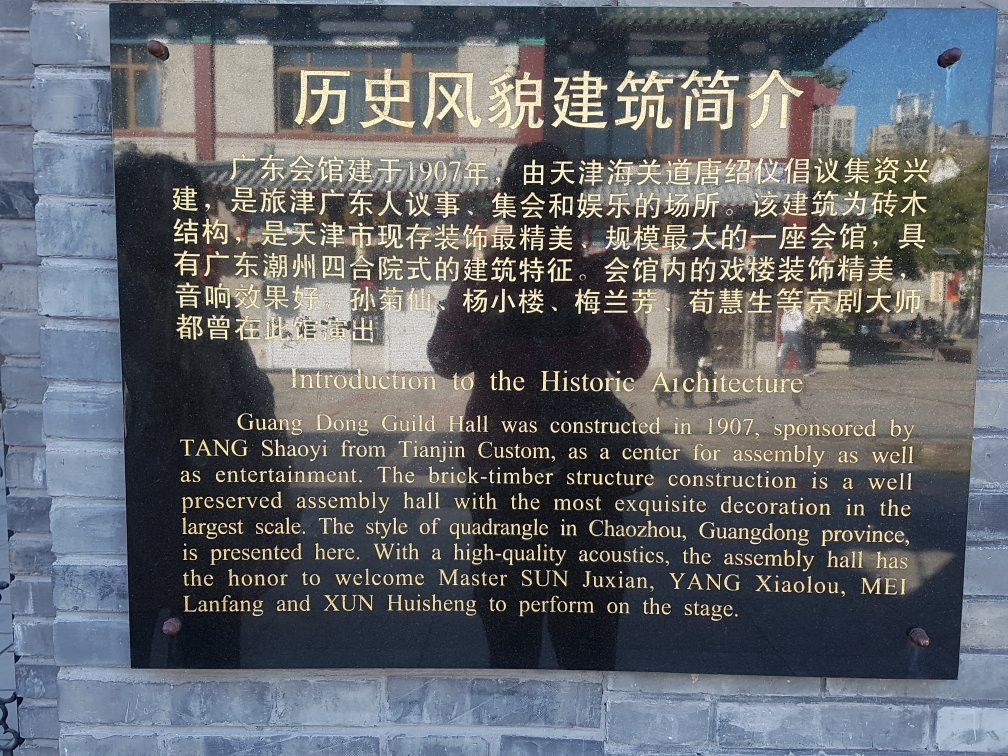 历史风貌建筑简介
广东会馆建于1907年，由天津海关道唐绍仪倡议集资兴
建，是旅津广东人议事、集会和娱乐的场所。该建筑为砖木
结构，是天津市现存装饰最精美、规模最大的一座会馆，具
有广东潮州四合院式的建筑特征。会馆内的戏楼装饰精美，
音响效果好，孙菊仙、杨小楼、梅兰芳、荀慧生等京剧大师
都曾在此馆演出
Introduction to the Historic Architecture
Guang Dong Guild Hall was constructed in 1907, sponsored by
TANG Shaoyi from Tianjin Custom, as a center for assembly as well
as entertainment. The brick-timber structure construction is a well
preserved assembly hall with the most exquisite decoration in the
largest scale. The style of quadrangle in Chaozhou, Guangdong province,
is presented here. With a high-quality acoustics, the assembly hall has
the honor to welcome Master SUN Juxian, YANG Xiaolou, MEI
Lanfang and XUN Huisheng to perform on the stage.